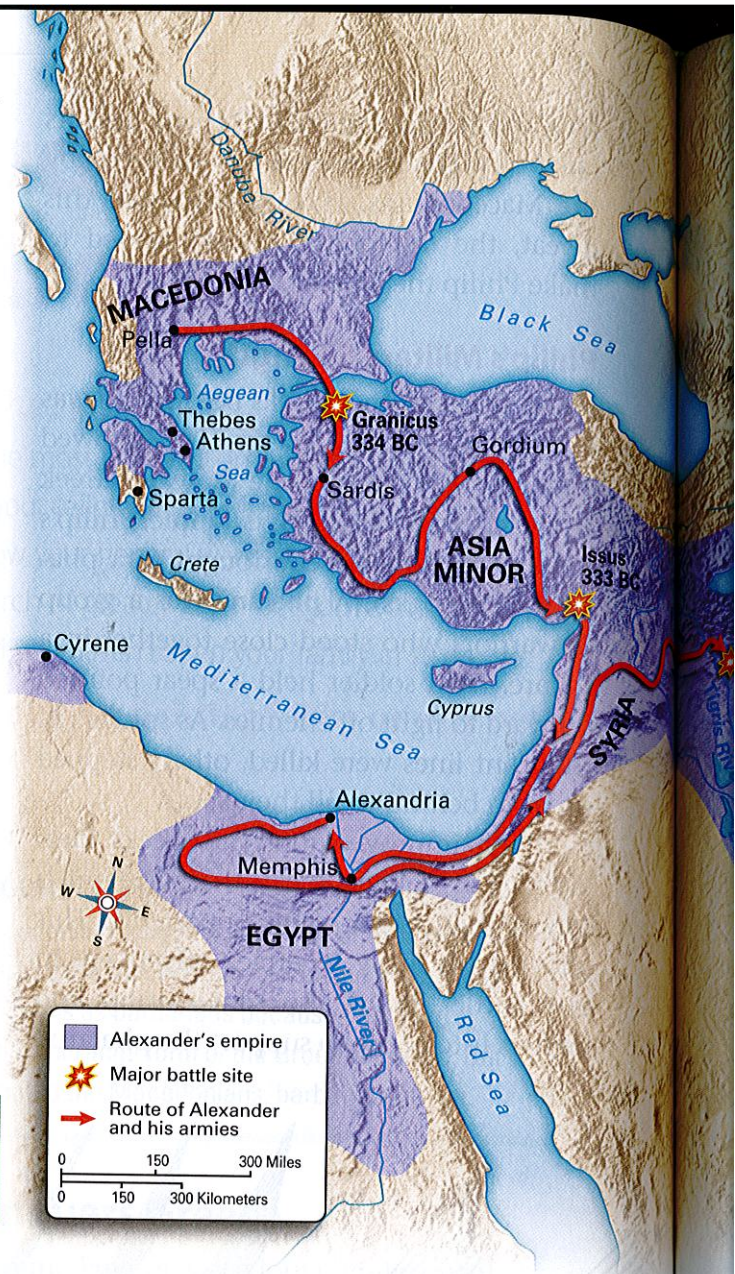 Danube River
MACEDONIA
Pella
Black Sea
Aegean
Sea
Thebes
Athens
Granicus
334 BC
Gordium
Sardis
Sparta
ASIA
MINOR
Issus
333 BC
Crete
Cyrene
Mediterranean Sea
Cyprus
SYRIA
Alexandria
Memphis
N
W
E
S
EGYPT
Nile River
Red Sea
Alexander's empire
Major battle site
Route of Alexander
and his armies
0 150 300 Miles
0 150 300 Kilometers